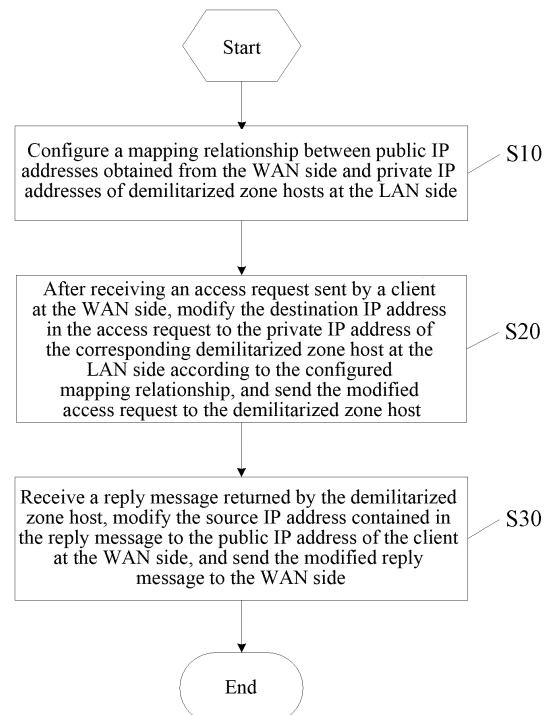 Start
Configure a mapping relationship between public IP
addresses obtained from the WAN side and private IP
addresses of demilitarized zone hosts at the LAN side
S10
After receiving an access request sent by a client
at the WAN side, modify the destination IP address
in the access request to the private IP address of
the corresponding demilitarized zone host at the
LAN side according to the configured
mapping relationship, and send the modified
access request to the demilitarized zone host
S20
Receive a reply message returned by the demilitarized
zone host, modify the source IP address contained in
the reply message to the public IP address of the client
at the WAN side, and send the modified reply
message to the WAN side
S30
End